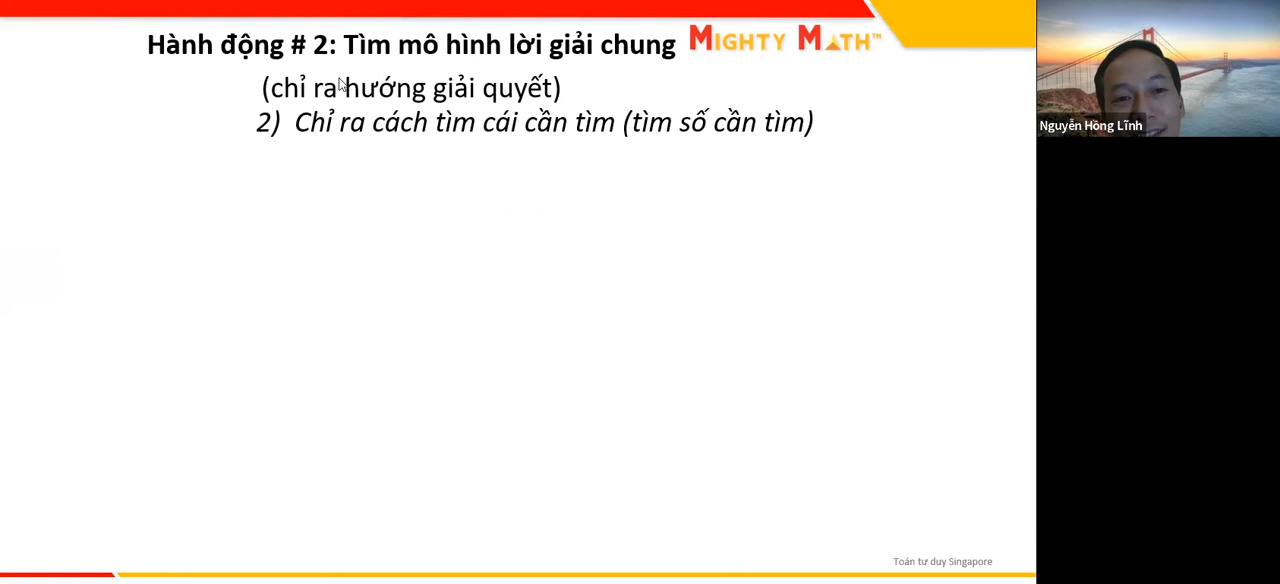 Hành động # 2: Tìm mô hình lời giải chung
MIGHTY MATH™
(chỉ ra hướng giải quyết)
2) Chỉ ra cách tìm cái cần tìm (tìm số cần tìm)
Nguyễn Hồng Lĩnh
Toán tư duy Singapore